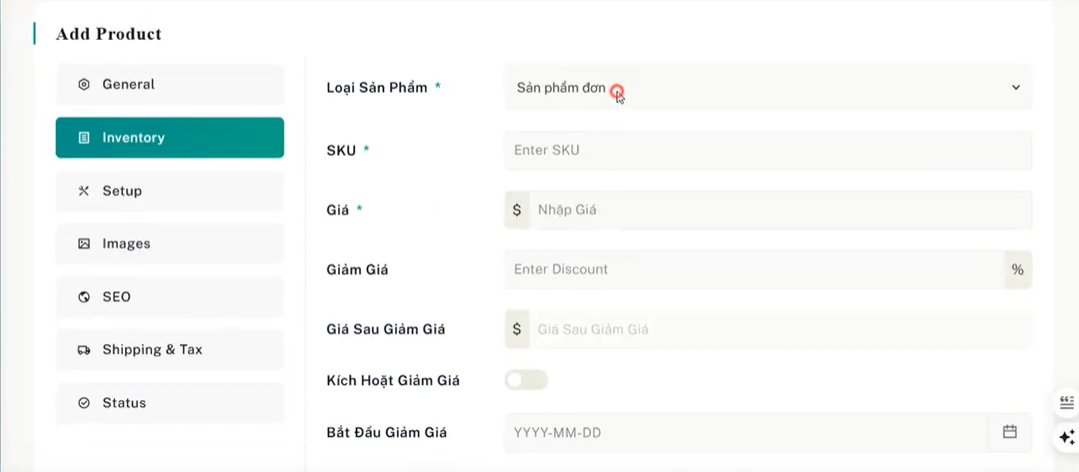 Add Product
General
Inventory
Setup
Images
SEO
Shipping & Tax
Status
Loại Sản Phẩm *
Sản phẩm đơn
SKU *
Enter SKU
Giá *
$ Nhập Giá
Giảm Giá
Enter Discount %
Giá Sau Giảm Giá
$ Giá Sau Giảm Giá
Kích Hoạt Giảm Giá
Bắt Đầu Giảm Giá
YYYY-MM-DD